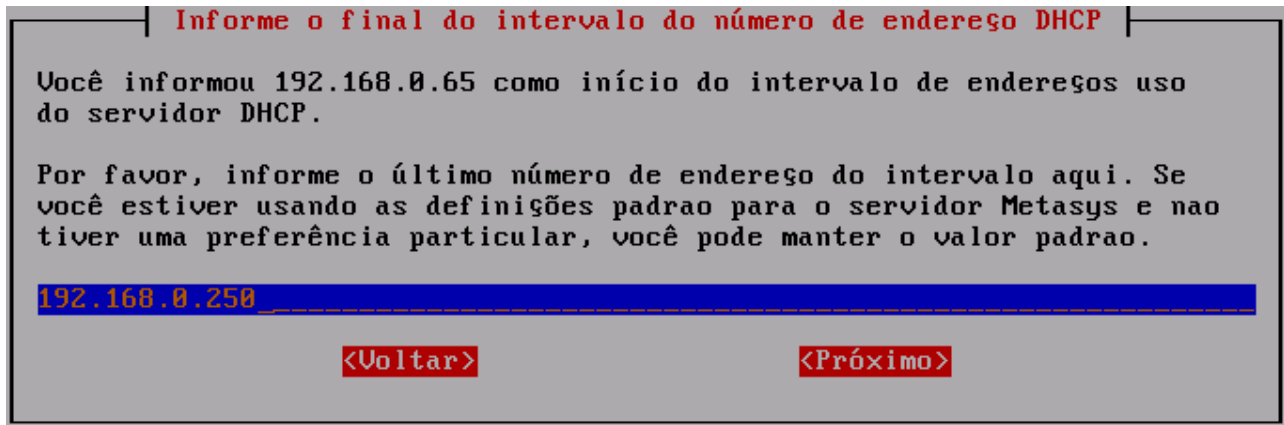 Informe o final do intervalo do número de endereço DHCP
Você informou 192.168.0.65 como início do intervalo de endereços uso
do servidor DHCP.
Por favor, informe o último número de endereço do intervalo aqui. Se
você estiver usando as definições padrao para o servidor Metasys e nao
tiver uma preferência particular, você pode manter o valor padrao.
192.168.0.250
<Voltar> <Próximo>